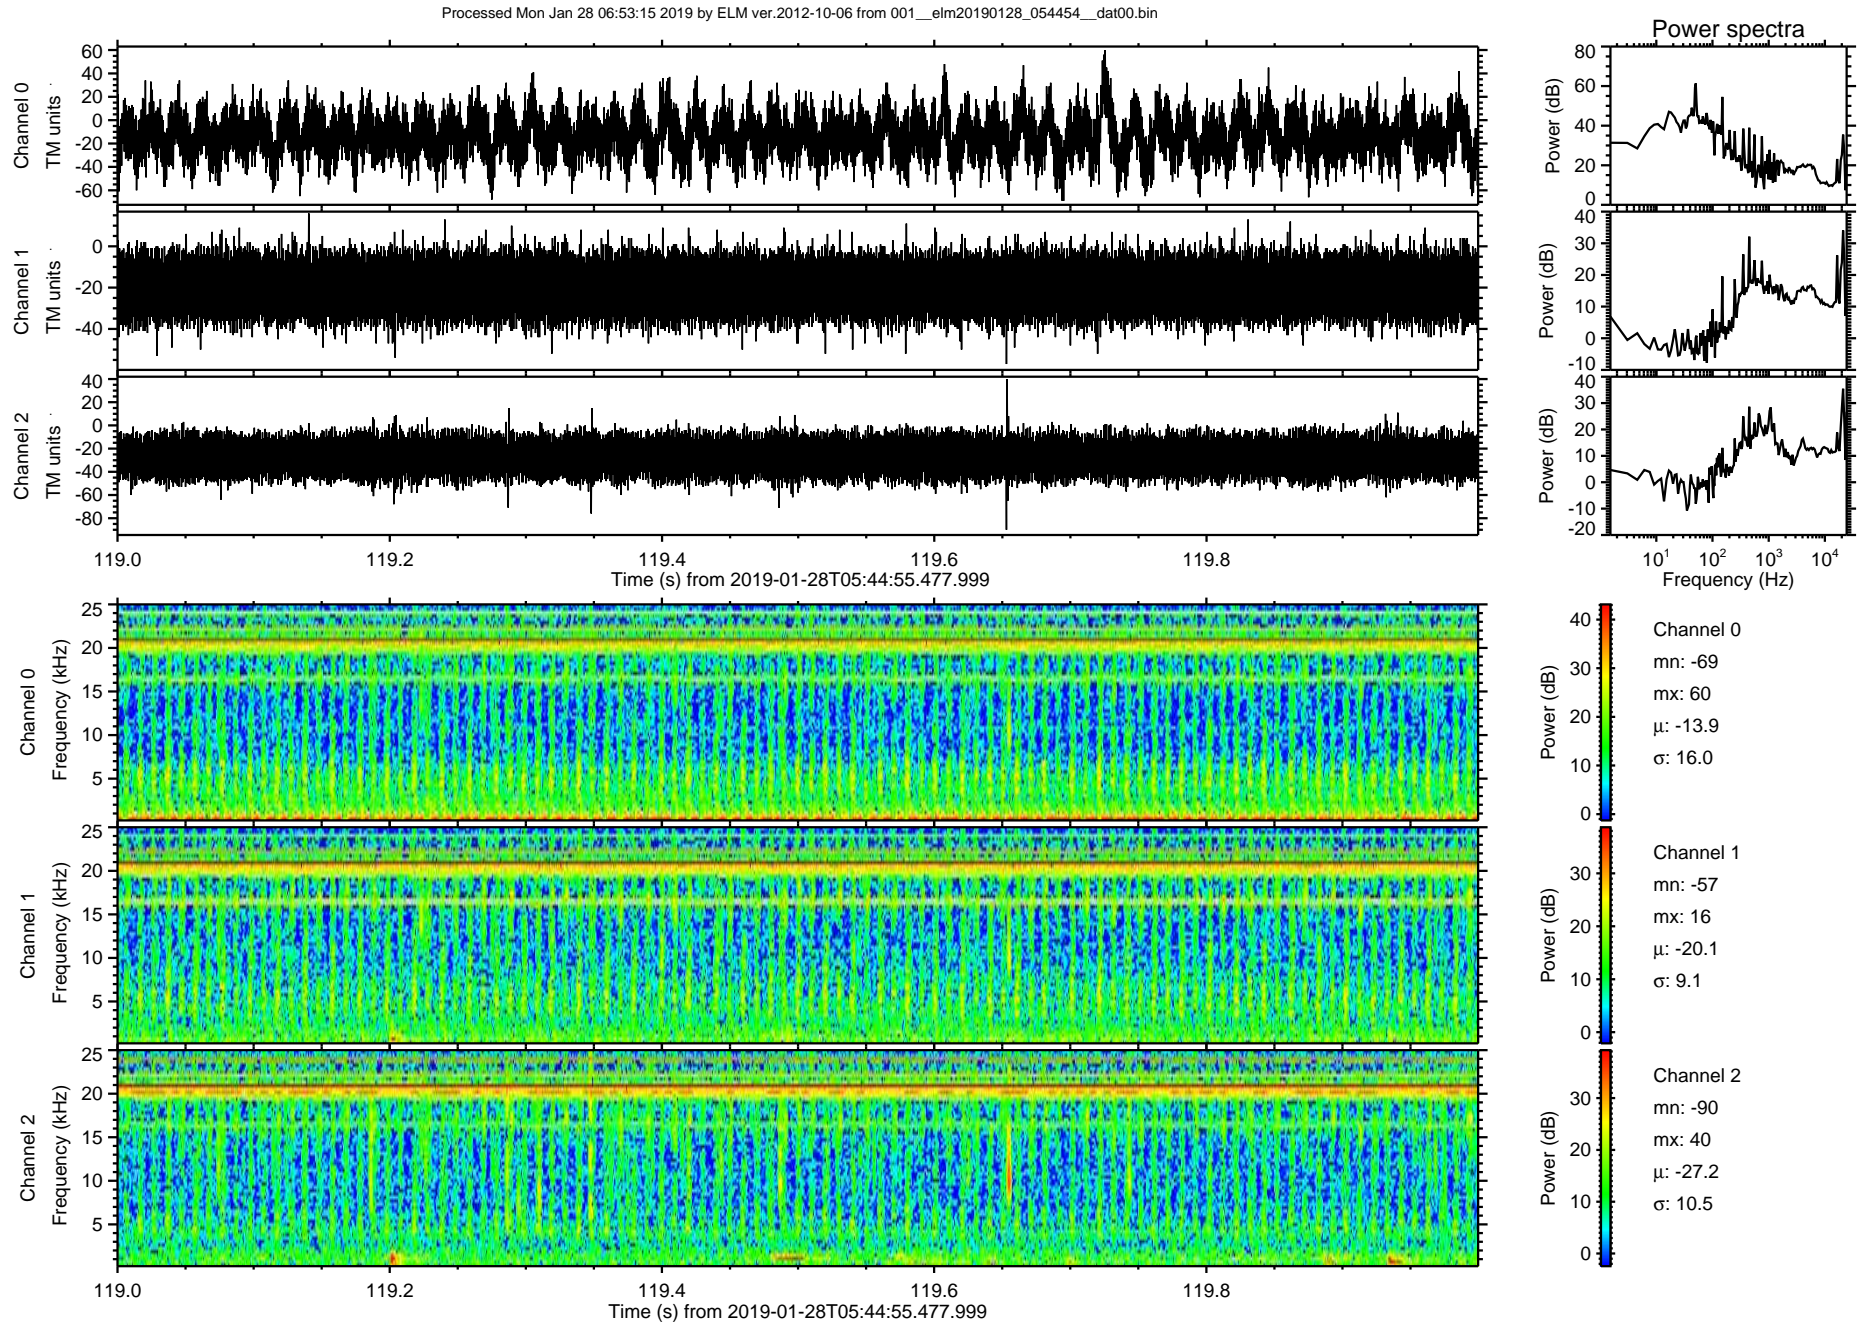 Processed Mon Jan 28 06:53:15 2019 by ELM ver.2012-10-06 from 001__elm20190128_054454__dat00.bin
Power spectra
Channel 0
TM units
60
40
20
0
-20
-40
-60
Power (dB)
80
60
40
20
0
Channel 1
TM units
0
-20
-40
Power (dB)
40
30
20
10
0
-10
Channel 2
TM units
40
20
0
-20
-40
-60
-80
Power (dB)
40
30
20
10
0
-10
-20
119.0 119.2 119.4 119.6 119.8
Time (s) from 2019-01-28T05:44:55.477.999
10¹ 10² 10³ 10⁴
Frequency (Hz)
Channel 0
Frequency (kHz)
25
20
15
10
5
Power (dB)
40
30
20
10
0
Channel 0
mn: -69
mx: 60
μ: -13.9
σ: 16.0
Channel 1
Frequency (kHz)
25
20
15
10
5
Power (dB)
30
20
10
0
Channel 1
mn: -57
mx: 16
μ: -20.1
σ: 9.1
Channel 2
Frequency (kHz)
25
20
15
10
5
Power (dB)
30
20
10
0
Channel 2
mn: -90
mx: 40
μ: -27.2
σ: 10.5
119.0 119.2 119.4 119.6 119.8
Time (s) from 2019-01-28T05:44:55.477.999